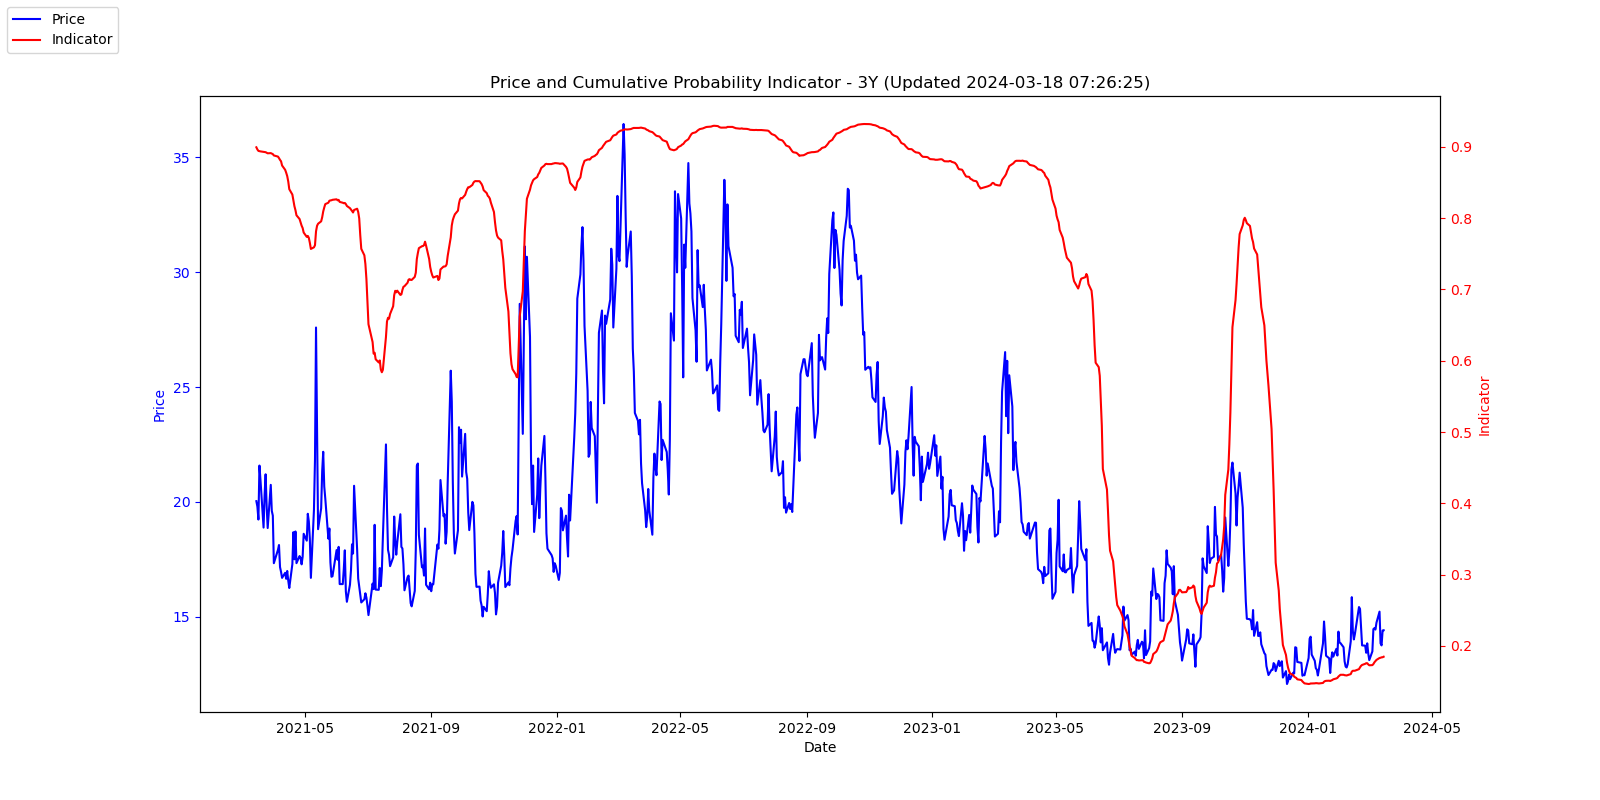 Price
Indicator
Price and Cumulative Probability Indicator - 3Y (Updated 2024-03-18 07:26:25)
35
30
25
20
15
Price
0.9
0.8
0.7
0.6
0.5
0.4
0.3
0.2
Indicator
2021-05 2021-09 2022-01 2022-05 2022-09 2023-01 2023-05 2023-09 2024-01 2024-05
Date